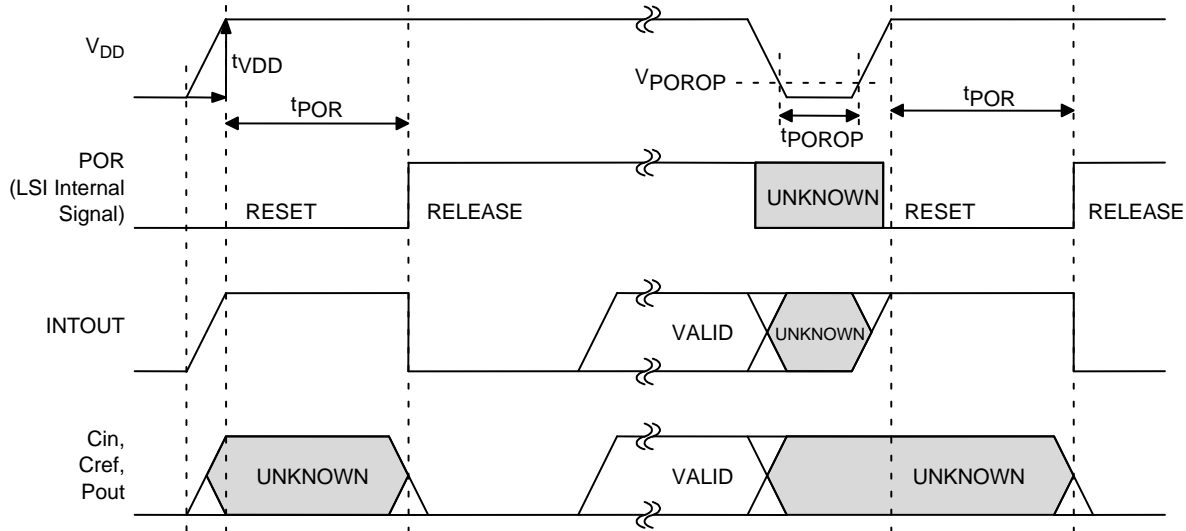 VDD
tVDD
tPOR
VPOROP
tPOROP
tPOR
POR
(LSI Internal
Signal)
RESET
RELEASE
UNKNOWN
RESET
RELEASE
INTOUT
VALID
UNKNOWN
Cin,
Cref,
Pout
UNKNOWN
VALID
UNKNOWN